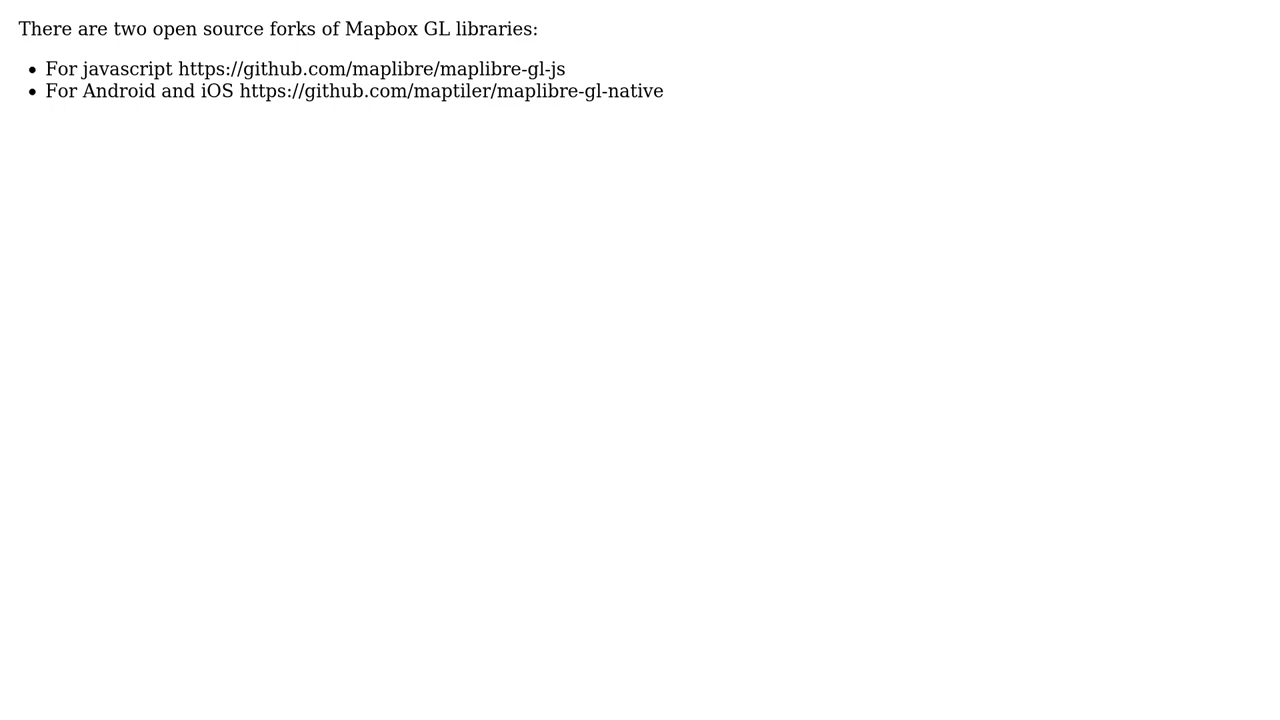 There are two open source forks of Mapbox GL libraries:
• For javascript https://github.com/maplibre/maplibre-gl-js
• For Android and iOS https://github.com/maptiler/maplibre-gl-native